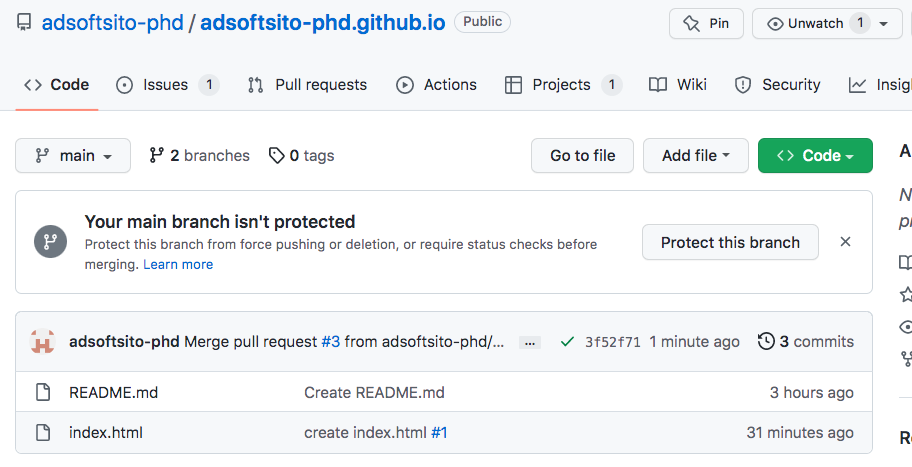 adsoftsito-phd / adsoftsito-phd.github.io Public Pin Unwatch 1
Code Issues 1 Pull requests Actions Projects 1 Wiki Security
main 2 branches 0 tags Go to file Add file Code
Your main branch isn't protected
Protect this branch from force pushing or deletion, or require status checks before
merging. Learn more
Protect this branch
adsoftsito-phd Merge pull request #3 from adsoftsito-phd/... ... 3f52f71 1 minute ago 3 commits
README.md Create README.md 3 hours ago
index.html create index.html #1 31 minutes ago